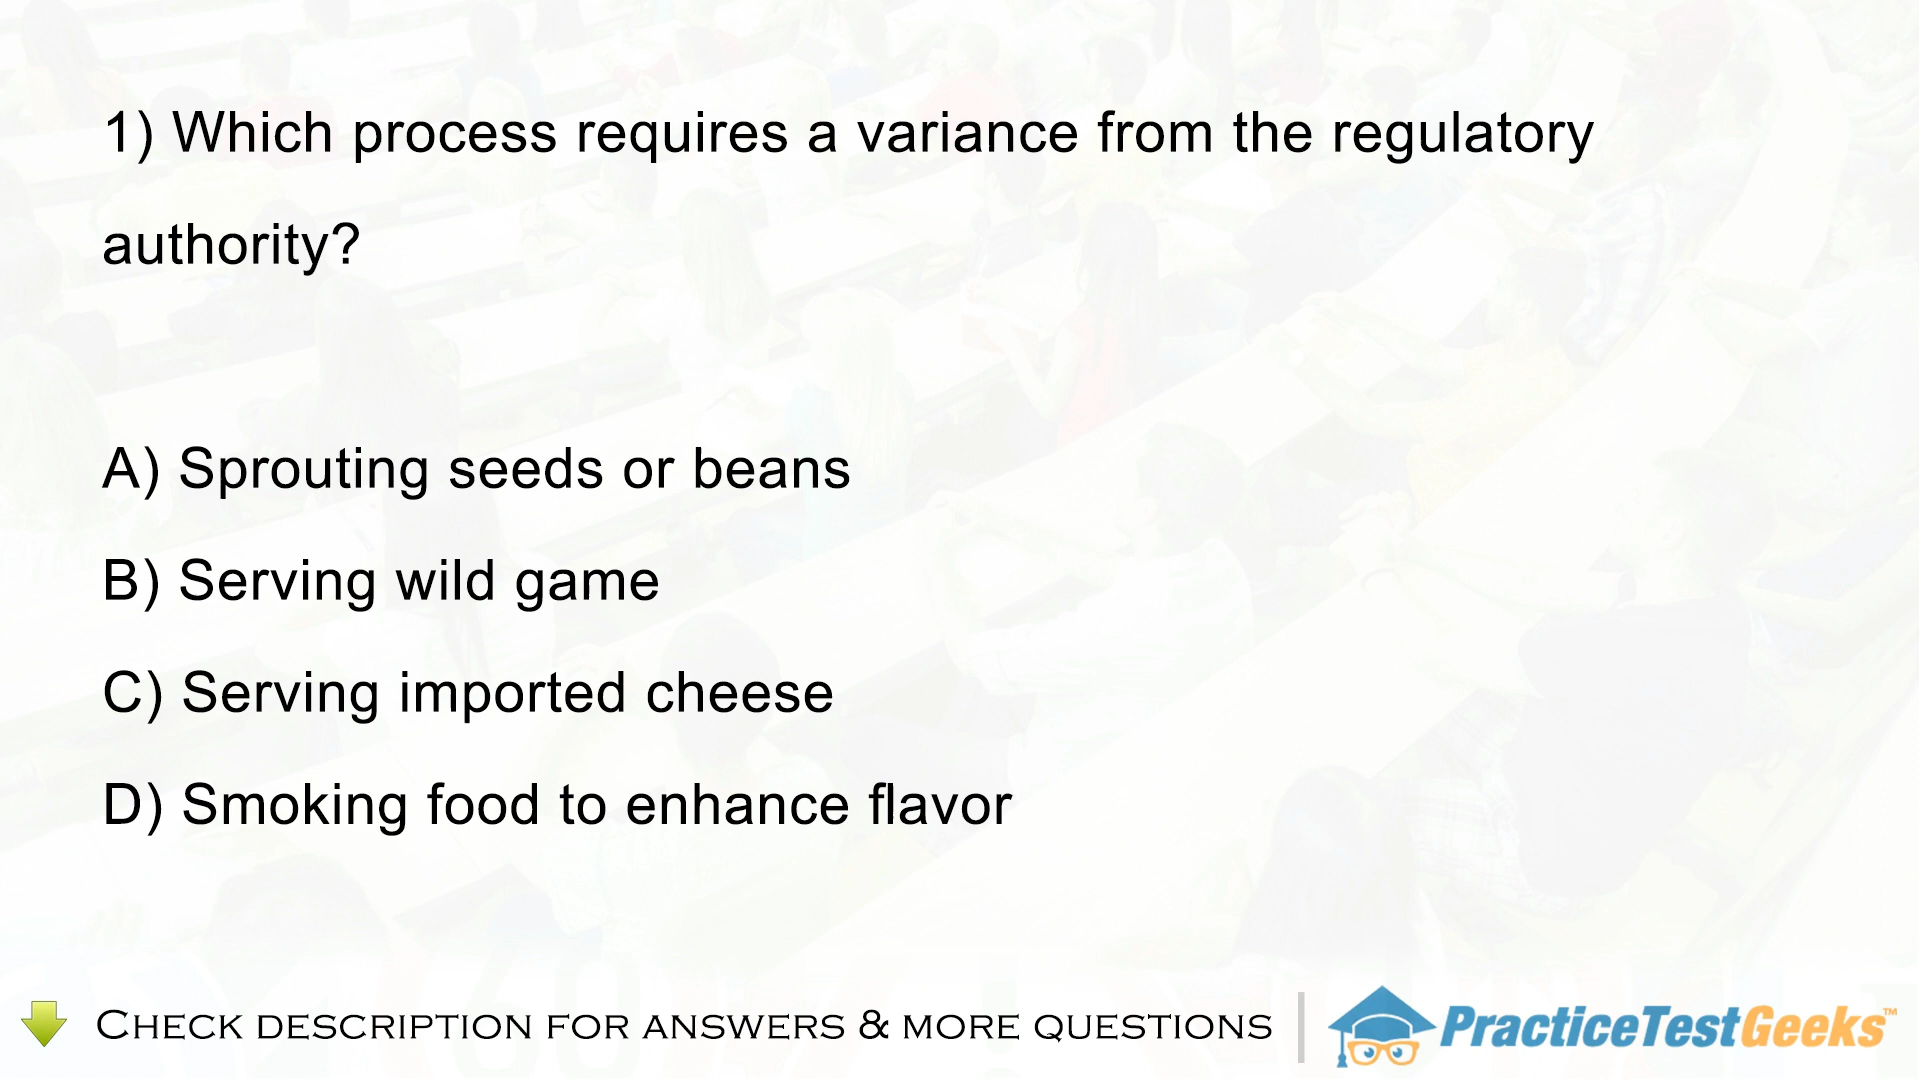 1) Which process requires a variance from the regulatory
authority?
A) Sprouting seeds or beans
B) Serving wild game
C) Serving imported cheese
D) Smoking food to enhance flavor
Check description for answers & more questions
PracticeTestGeeks™